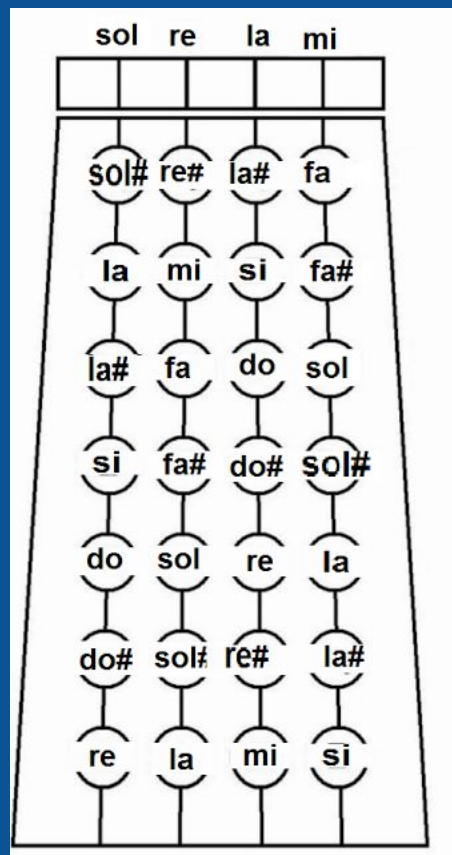 sol re la mi
sol# re# la# fa
la mi si fa#
la# fa do sol
si fa# do# sol#
do sol re la
do# sol# re# la#
re la mi si